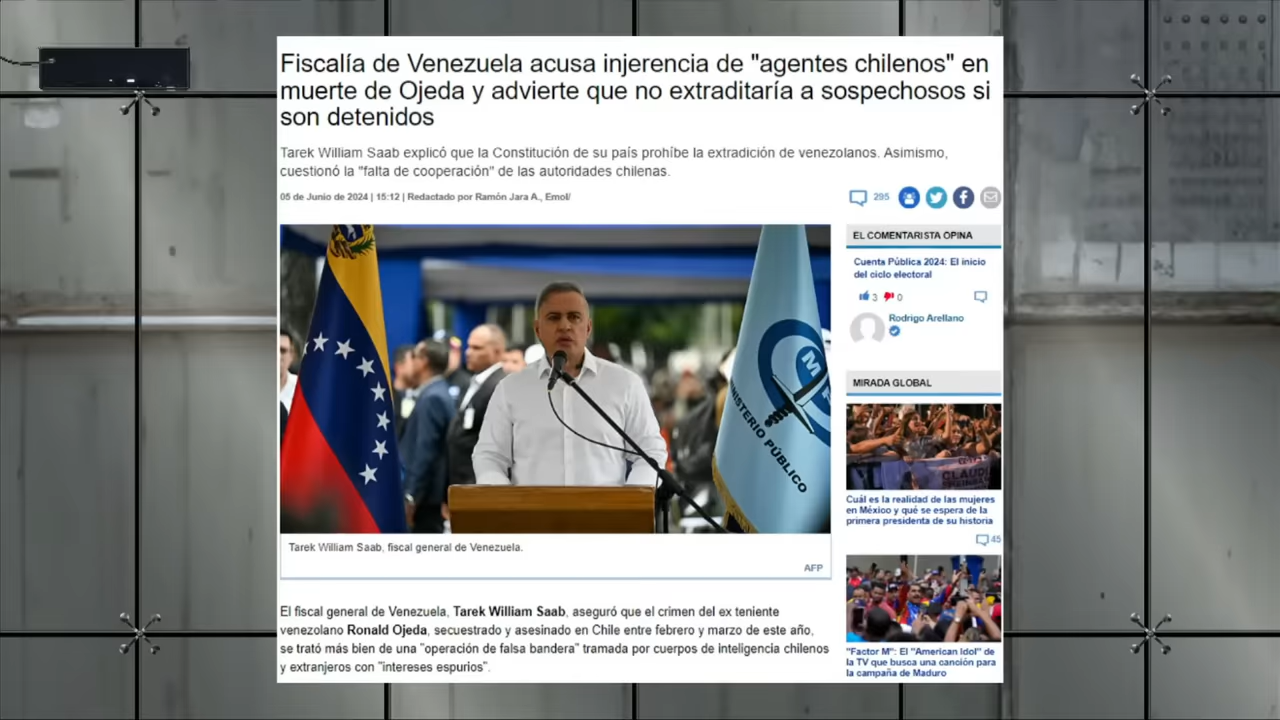 Fiscalía de Venezuela acusa injerencia de "agentes chilenos" en
muerte de Ojeda y advierte que no extraditaría a sospechosos si
son detenidos
Tarek William Saab explicó que la Constitución de su país prohíbe la extradición de venezolanos. Asimismo,
cuestionó la "falta de cooperación" de las autoridades chilenas.
05 de Junio de 2024 | 15:12 | Redactado por Ramón Jara A., Emol/
295
MINISTERIO PÚBLICO
Tarek William Saab, fiscal general de Venezuela.
AFP
El fiscal general de Venezuela, Tarek William Saab, aseguró que el crimen del ex teniente
venezolano Ronald Ojeda, secuestrado y asesinado en Chile entre febrero y marzo de este año,
se trató más bien de una "operación de falsa bandera" tramada por cuerpos de inteligencia chilenos
y extranjeros con "intereses espurios".
EL COMENTARISTA OPINA
Cuenta Pública 2024: El inicio
del ciclo electoral
3 0
Rodrigo Arellano
MIRADA GLOBAL
CLAUDIA
Cuál es la realidad de las mujeres
en México y qué se espera de la
primera presidenta de su historia
45
"Factor M": El "American Idol" de
la TV que busca una canción para
la campaña de Maduro